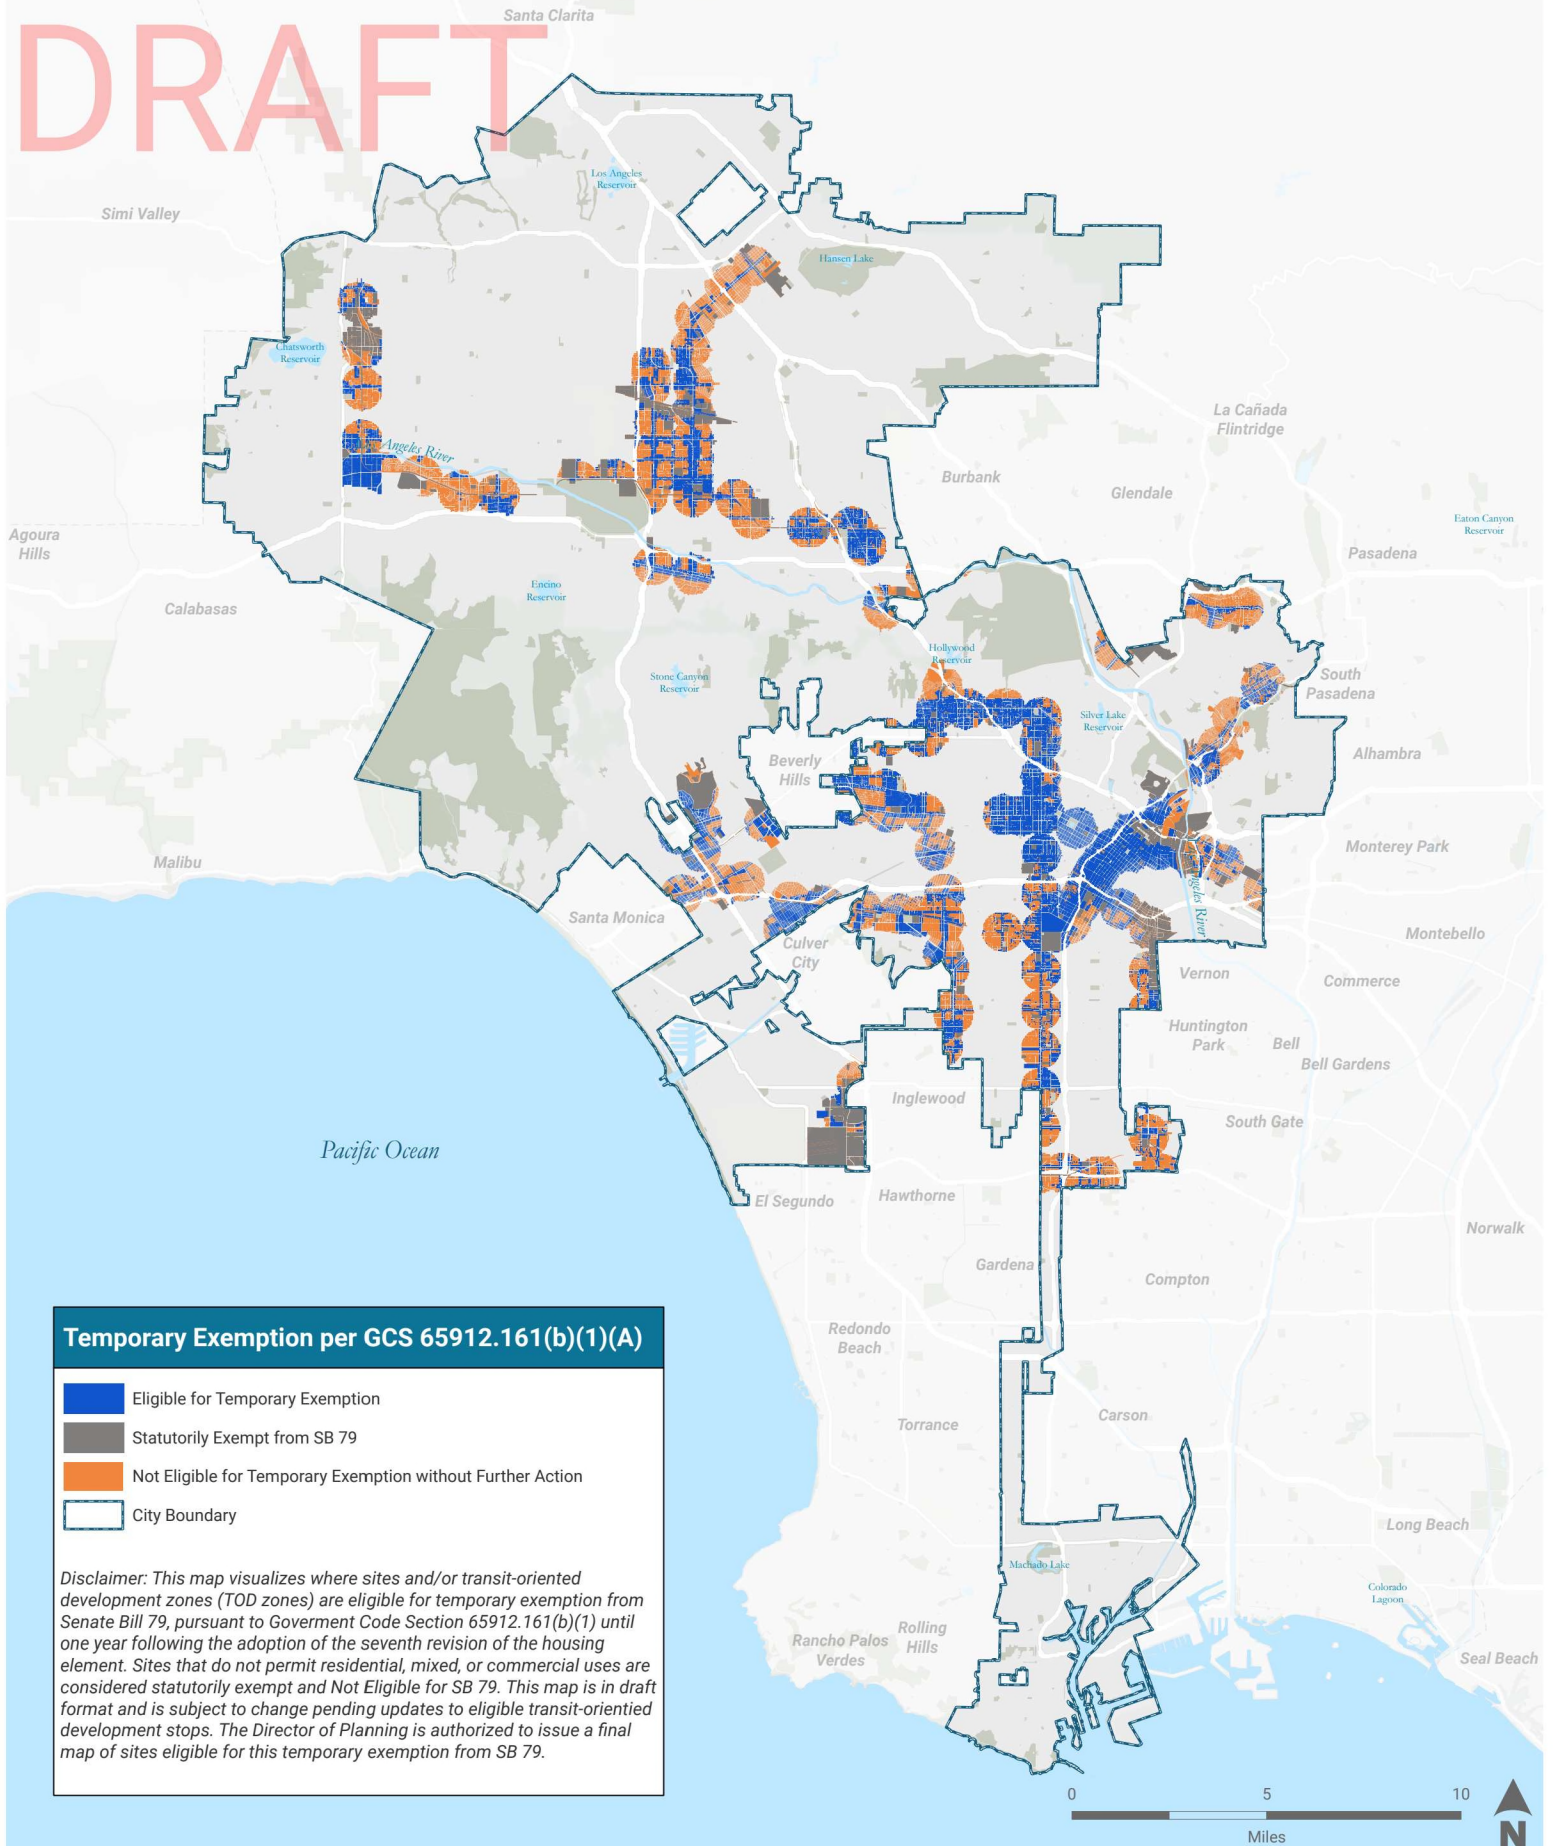 DRAFT
Santa Clarita
Los Angeles
Reservoir
Simi Valley
Hansen Lake
Chatsworth
Reservoir
La Cañada
Flintridge
Angeles River
Burbank
Glendale
Eaton Canyon
Reservoir
Agoura
Hills
Pasadena
Encino
Reservoir
Calabasas
Hollywood
Reservoir
Stone Canyon
Reservoir
South
Pasadena
Silver Lake
Reservoir
Alhambra
Beverly
Hills
Monterey Park
Malibu
Angeles River
Santa Monica
Culver
City
Montebello
Vernon
Commerce
Huntington
Park
Bell
Bell Gardens
Inglewood
South Gate
Pacific Ocean
El Segundo
Hawthorne
Norwalk
Gardena
Compton
Redondo
Beach
Torrance
Carson
Long Beach
Machado Lake
Colorado
Lagoon
Rolling
Hills
Rancho Palos
Verdes
Seal Beach
Temporary Exemption per GCS 65912.161(b)(1)(A)
Eligible for Temporary Exemption
Statutorily Exempt from SB 79
Not Eligible for Temporary Exemption without Further Action
City Boundary
Disclaimer: This map visualizes where sites and/or transit-oriented
development zones (TOD zones) are eligible for temporary exemption from
Senate Bill 79, pursuant to Goverment Code Section 65912.161(b)(1) until
one year following the adoption of the seventh revision of the housing
element. Sites that do not permit residential, mixed, or commercial uses are
considered statutorily exempt and Not Eligible for SB 79. This map is in draft
format and is subject to change pending updates to eligible transit-orientied
development stops. The Director of Planning is authorized to issue a final
map of sites eligible for this temporary exemption from SB 79.
0 5 10
Miles
N